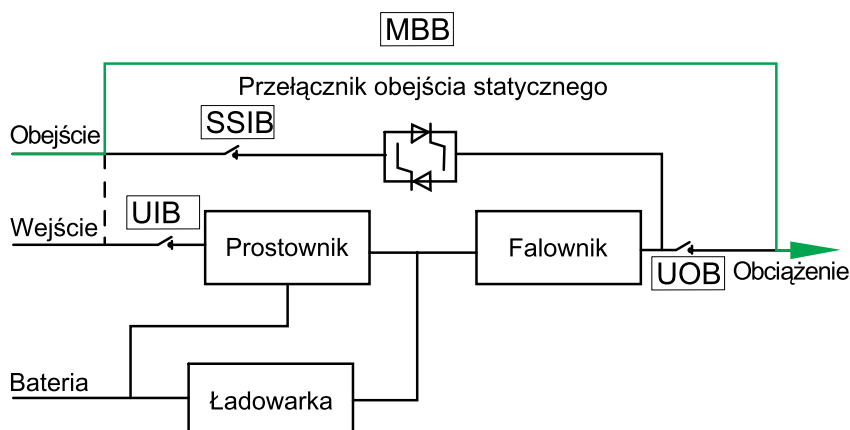 MBB
Przełącznik obejścia statycznego
SSIB
Obejście
UIB
Wejście
Prostownik
Falownik
UOB
Obciążenie
Bateria
Ładowarka